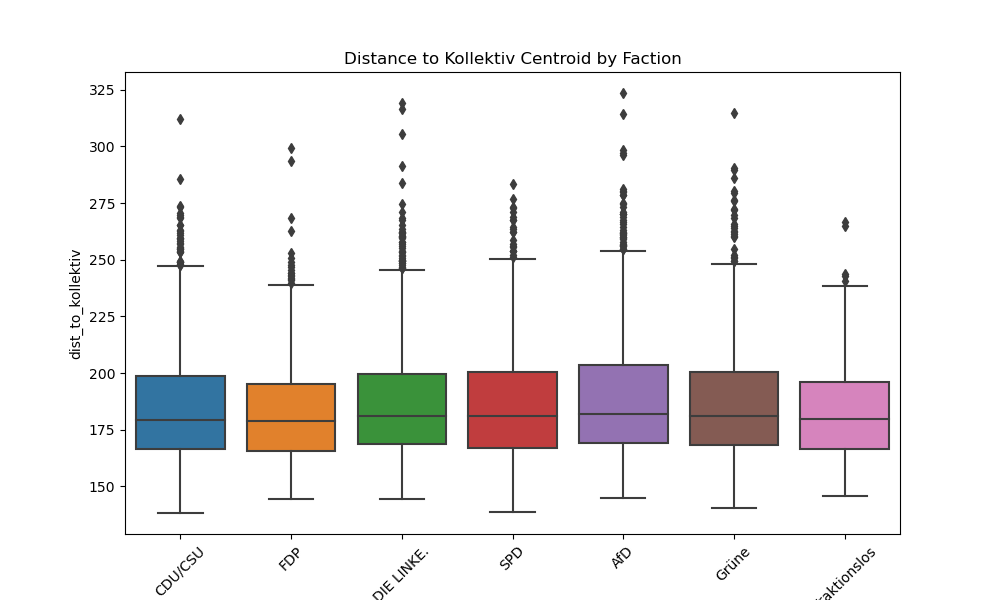 Distance to Kollektiv Centroid by Faction
dist_to_kollektiv
325
300
275
250
225
200
175
150
CDU/CSU
FDP
DIE LINKE.
SPD
AfD
Grüne
raktionslos